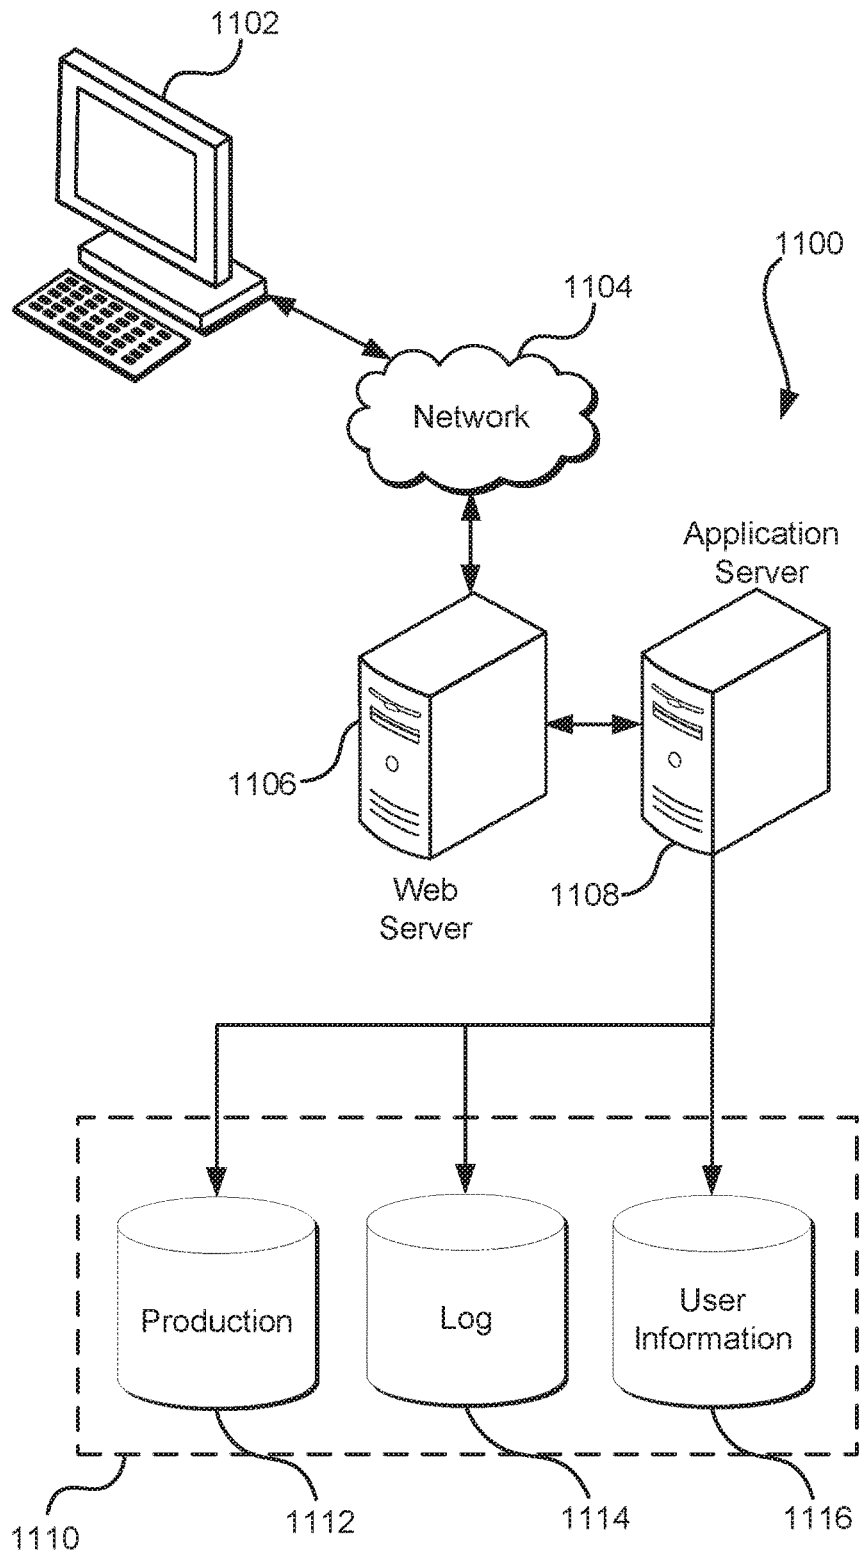 1102
1100
1104
Network
Application
Server
1106
1108
Web
Server
Production
Log
User
Information
1110
1112
1114
1116